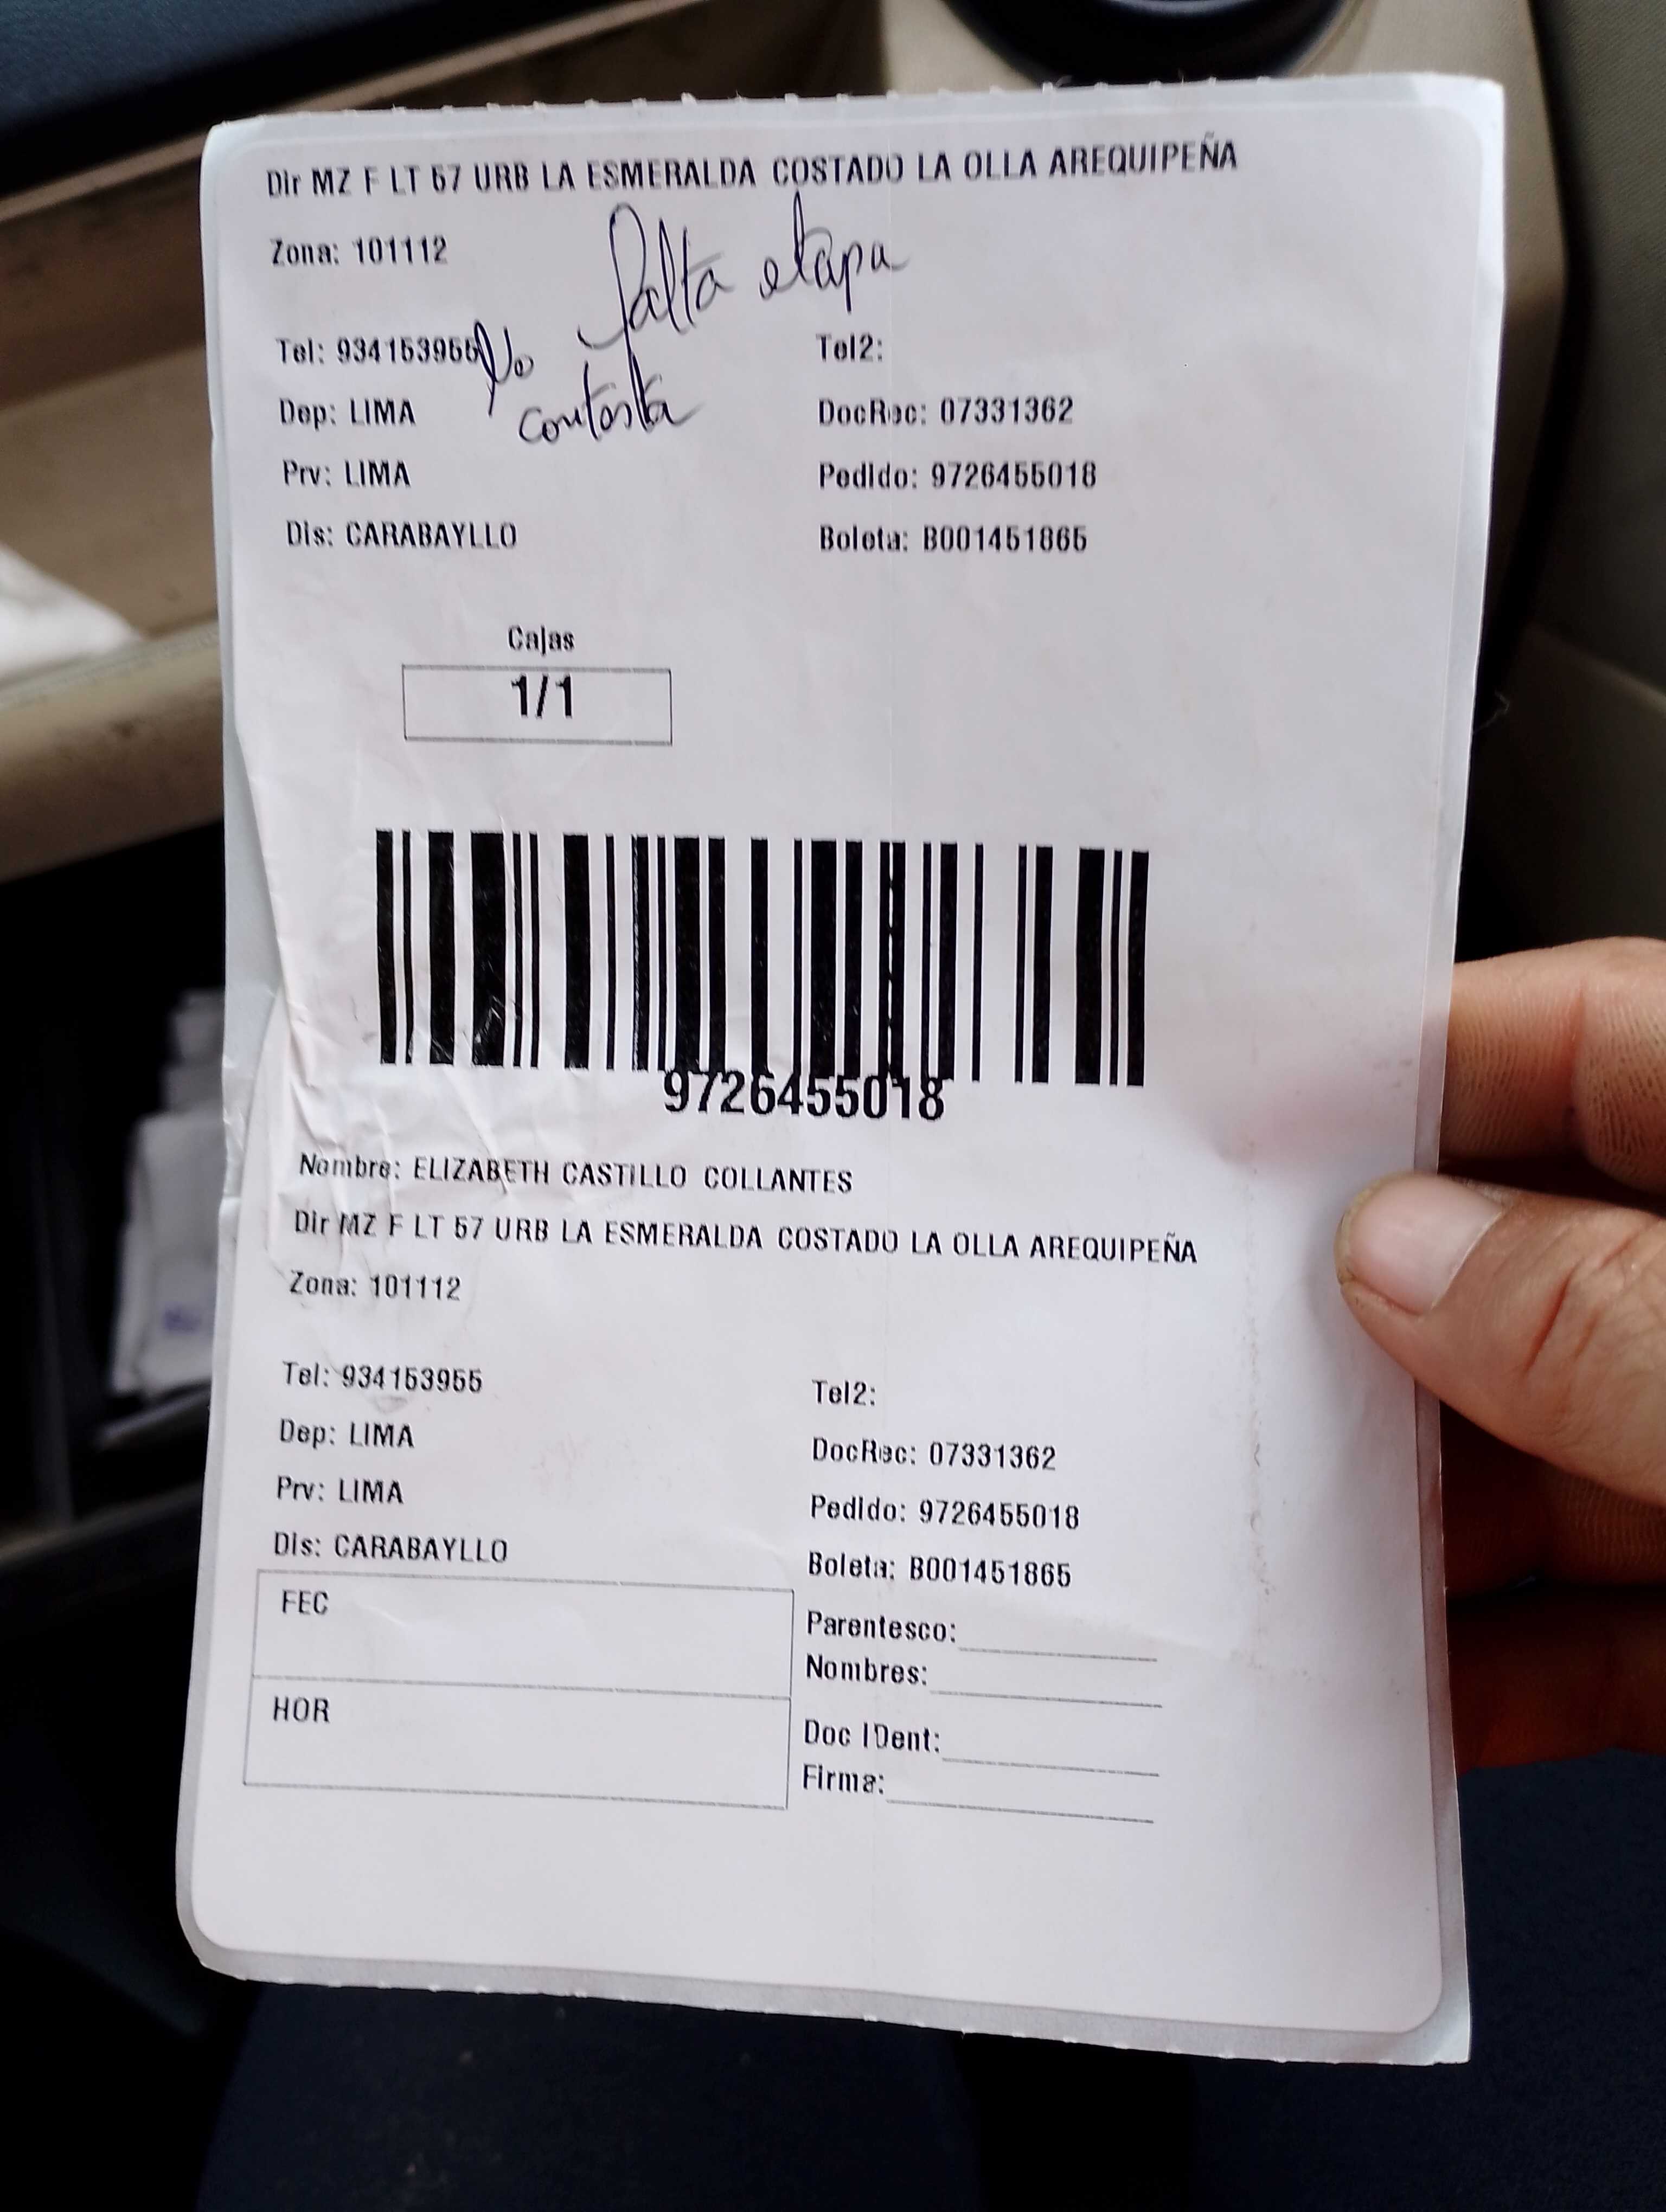 Dir MZ F LT 57 URB LA ESMERALDA COSTADO LA OLLA AREQUIPEÑA
Zona: 101112
falta etapa
Tel: 934153955
No contesta
Tel2:
Dep: LIMA
DocRec: 07331362
Prv: LIMA
Pedido: 9726455018
Dis: CARABAYLLO
Boleta: B001451865
Cajas
1/1
9726455018
Nombre: ELIZABETH CASTILLO COLLANTES
Dir MZ F LT 57 URB LA ESMERALDA COSTADO LA OLLA AREQUIPEÑA
Zona: 101112
Tel: 934153955
Tel2:
Dep: LIMA
DocRec: 07331362
Prv: LIMA
Pedido: 9726455018
Dis: CARABAYLLO
Boleta: B001451865
FEC
Parentesco:
Nombres:
HOR
Doc IDent:
Firma: